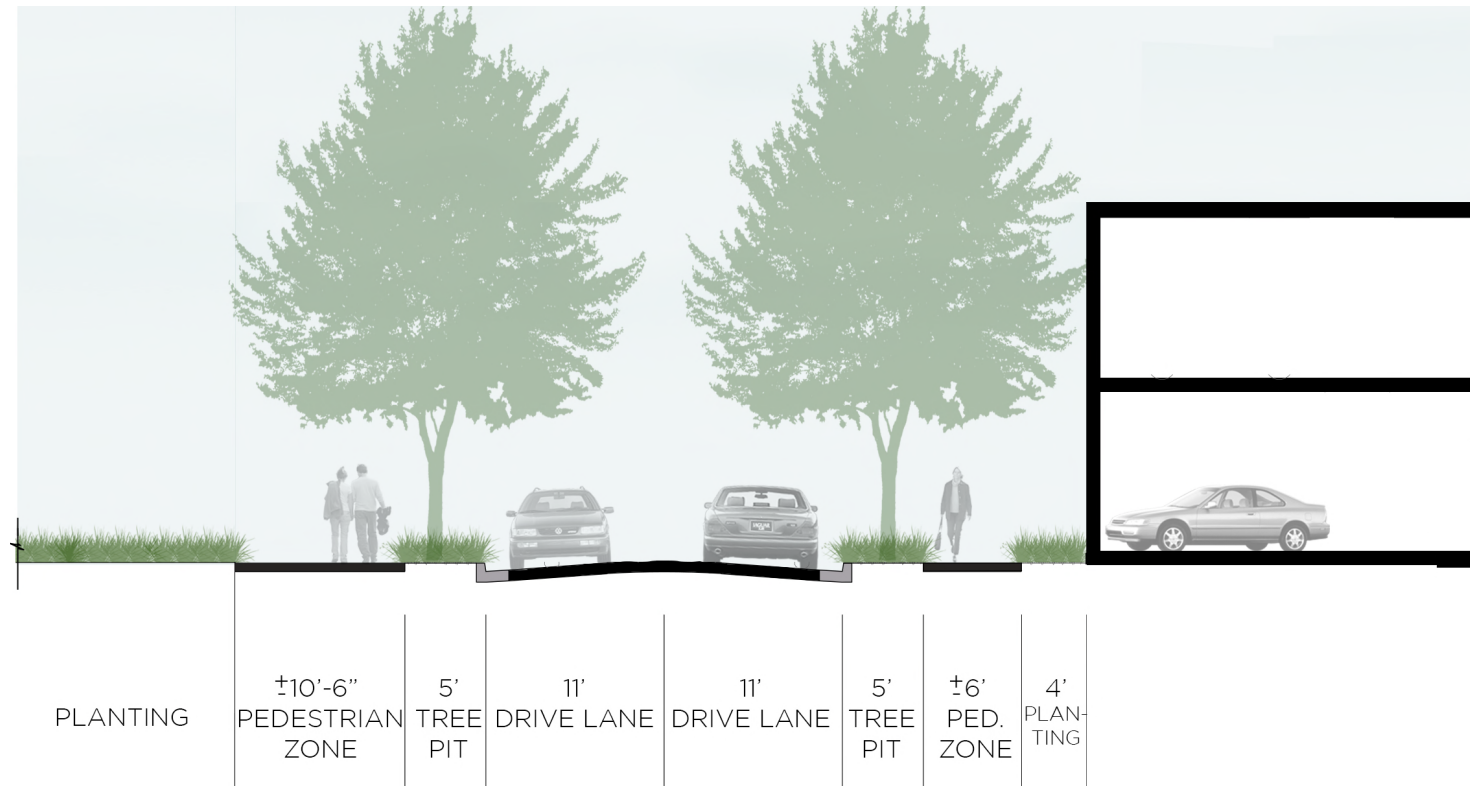 PLANTING
±10'-6"
PEDESTRIAN
ZONE
5'
TREE
PIT
11'
DRIVE LANE
11'
DRIVE LANE
5'
TREE
PIT
±6'
PED.
ZONE
4'
PLAN-
TING